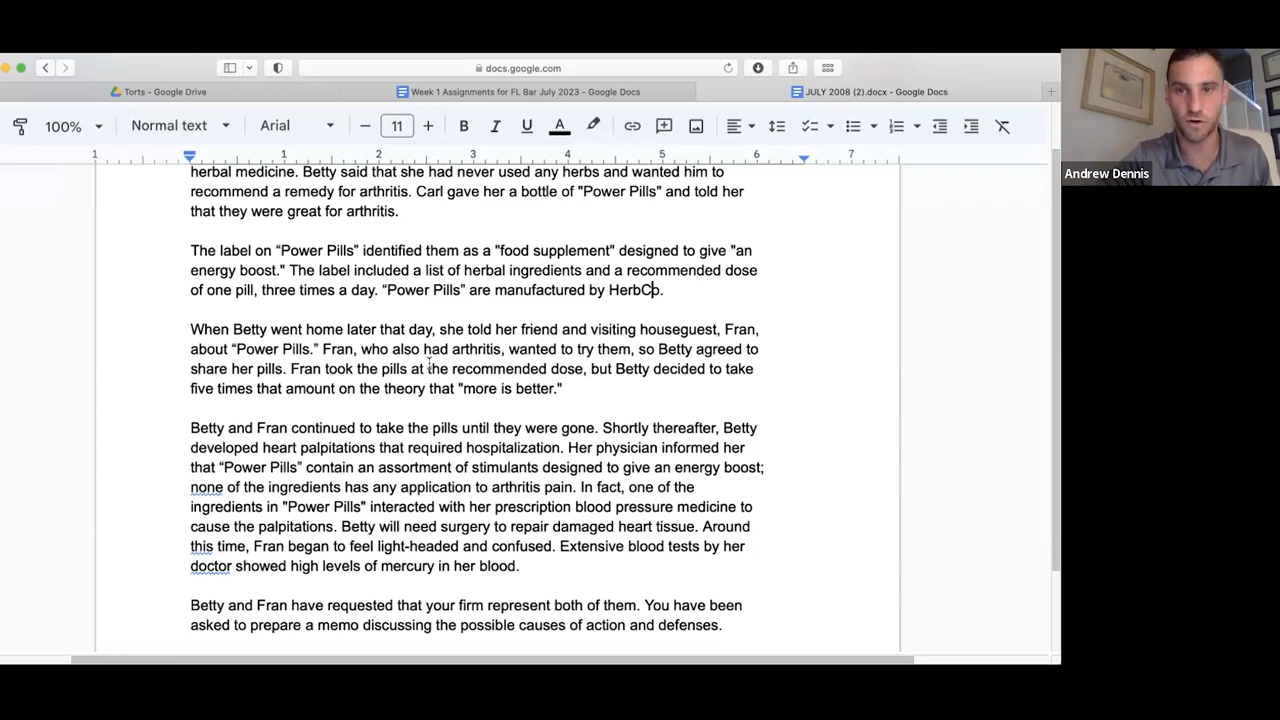 docs.google.com
Torts - Google Drive
Week 1 Assignments for FL Bar July 2023 - Google Docs
JULY 2008 (2).docx - Google Docs
100%
Normal text
Arial
11
B
I
U
A
1
1
2
3
4
5
6
7
Andrew Dennis
herbal medicine. Betty said that she had never used any herbs and wanted him to
recommend a remedy for arthritis. Carl gave her a bottle of "Power Pills" and told her
that they were great for arthritis.
The label on “Power Pills” identified them as a "food supplement" designed to give "an
energy boost." The label included a list of herbal ingredients and a recommended dose
of one pill, three times a day. “Power Pills” are manufactured by HerbCo.
When Betty went home later that day, she told her friend and visiting houseguest, Fran,
about “Power Pills.” Fran, who also had arthritis, wanted to try them, so Betty agreed to
share her pills. Fran took the pills at the recommended dose, but Betty decided to take
five times that amount on the theory that "more is better."
Betty and Fran continued to take the pills until they were gone. Shortly thereafter, Betty
developed heart palpitations that required hospitalization. Her physician informed her
that “Power Pills” contain an assortment of stimulants designed to give an energy boost;
none of the ingredients has any application to arthritis pain. In fact, one of the
ingredients in "Power Pills" interacted with her prescription blood pressure medicine to
cause the palpitations. Betty will need surgery to repair damaged heart tissue. Around
this time, Fran began to feel light-headed and confused. Extensive blood tests by her
doctor showed high levels of mercury in her blood.
Betty and Fran have requested that your firm represent both of them. You have been
asked to prepare a memo discussing the possible causes of action and defenses.